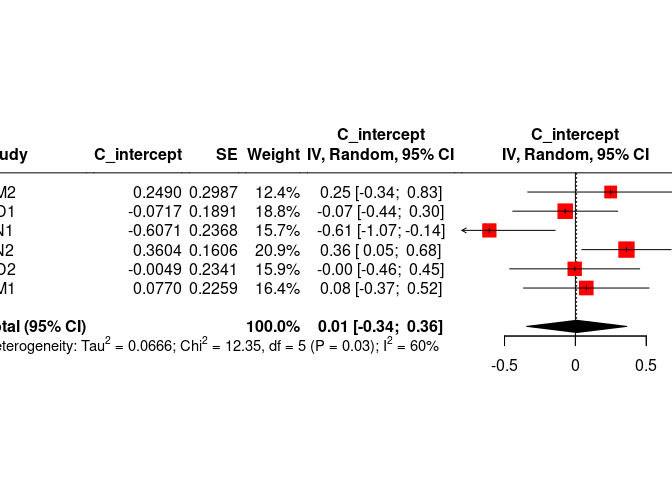 C_intercept C_intercept
udy C_intercept SE Weight IV, Random, 95% CI IV, Random, 95% CI
M2 0.2490 0.2987 12.4% 0.25 [-0.34; 0.83]
D1 -0.0717 0.1891 18.8% -0.07 [-0.44; 0.30]
N1 -0.6071 0.2368 15.7% -0.61 [-1.07; -0.14]
N2 0.3604 0.1606 20.9% 0.36 [ 0.05; 0.68]
D2 -0.0049 0.2341 15.9% -0.00 [-0.46; 0.45]
M1 0.0770 0.2259 16.4% 0.08 [-0.37; 0.52]
otal (95% CI) 100.0% 0.01 [-0.34; 0.36]
eterogeneity: Tau² = 0.0666; Chi² = 12.35, df = 5 (P = 0.03); I² = 60%
-0.5 0 0.5